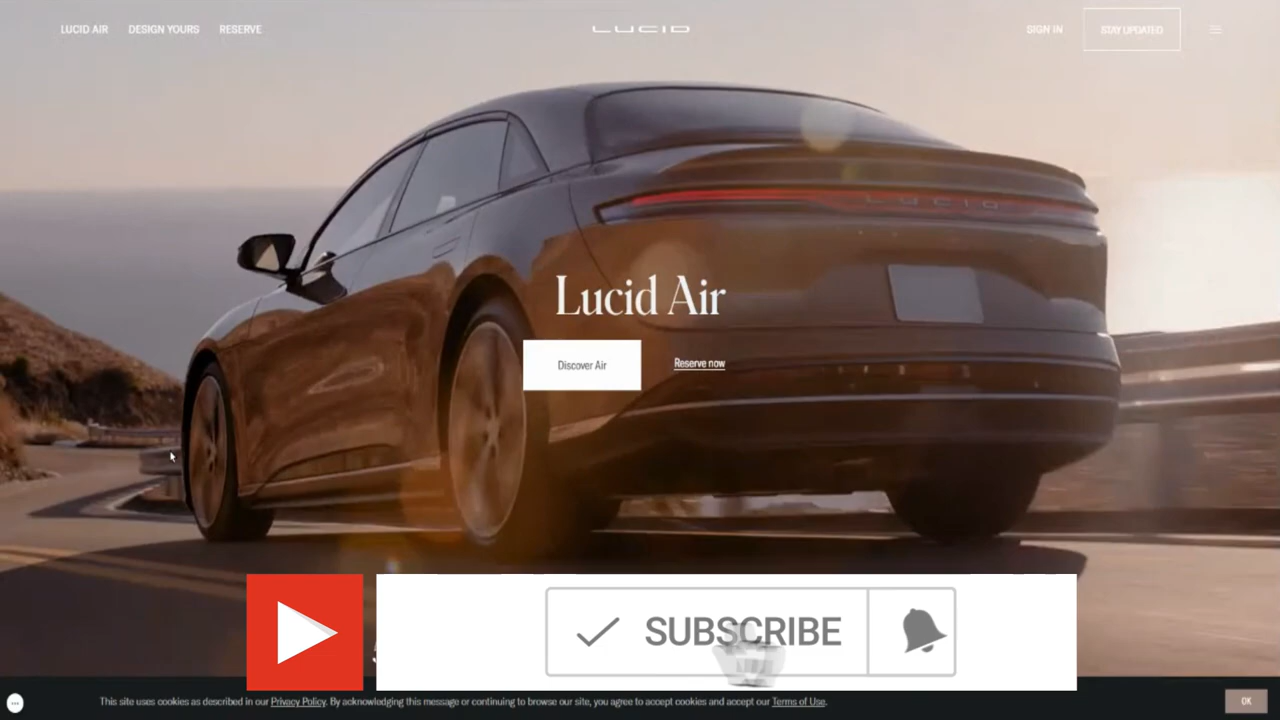 LUCID AIR DESIGN YOURS RESERVE LUCID SIGN IN STAY UPDATED
LUCID
Lucid Air
Discover Air Reserve now
SUBSCRIBE
This site uses cookies as described in our Privacy Policy. By acknowledging this message or continuing to browse our site, you agree to accept cookies and accept our Terms of Use. OK